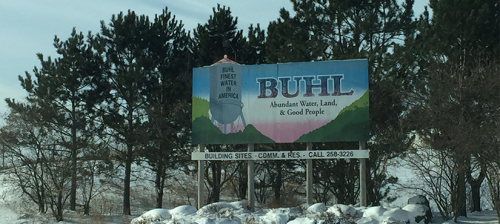 BUHL
FINEST
WATER
IN
AMERICA
BUHL
Abundant Water, Land,
& Good People
BUILDING SITES - COMM. & RES. - CALL 258-3226